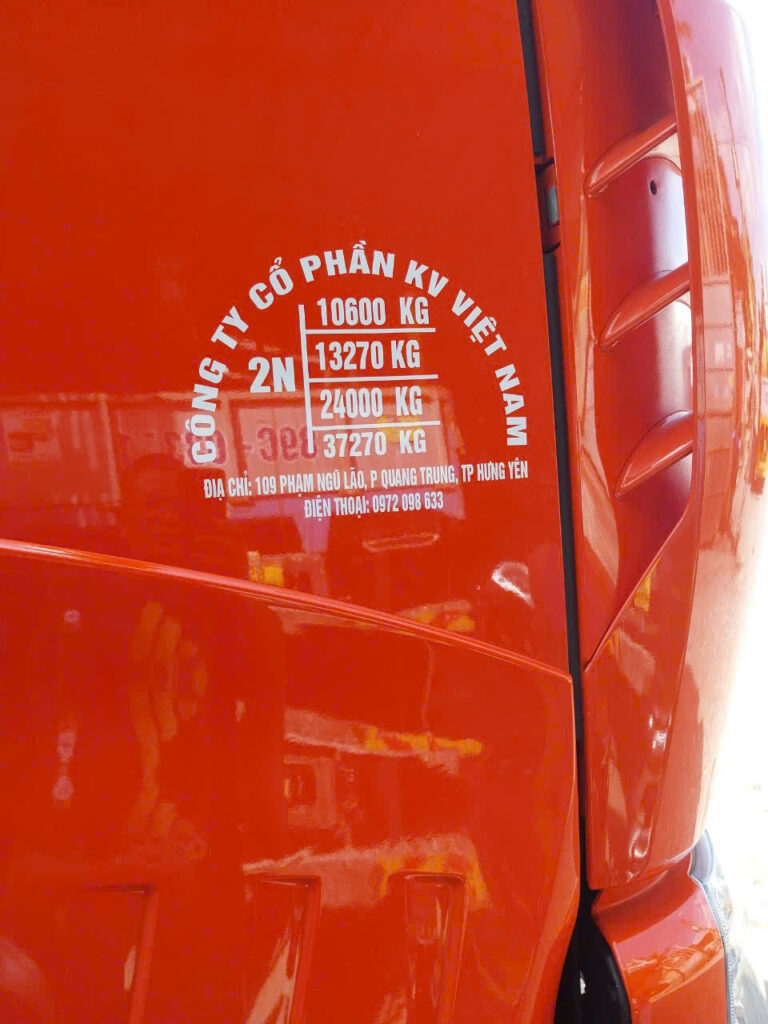 CÔNG TY CỔ PHẦN KV VIỆT NAM
2N
10600 KG
13270 KG
24000 KG
37270 KG
ĐỊA CHỈ: 109 PHẠM NGŨ LÃO, P QUANG TRUNG, TP HƯNG YÊN
ĐIỆN THOẠI: 0972 098 633